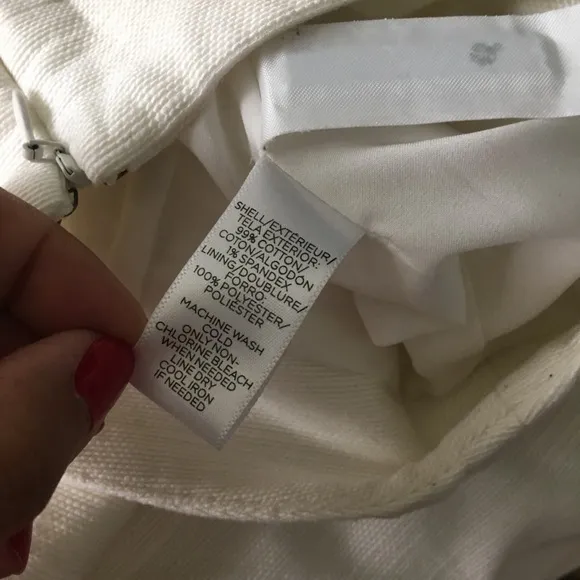 SHELL/EXTÉRIEUR/
TELA EXTERIOR:
99% COTTON/
COTON/ALGODÓN
1% SPANDEX
LINING/DOUBLURE/
FORRO:
100% POLYESTER/
POLIÉSTER
MACHINE WASH
COLD
ONLY NON-
CHLORINE BLEACH
WHEN NEEDED
LINE DRY
COOL IRON
IF NEEDED